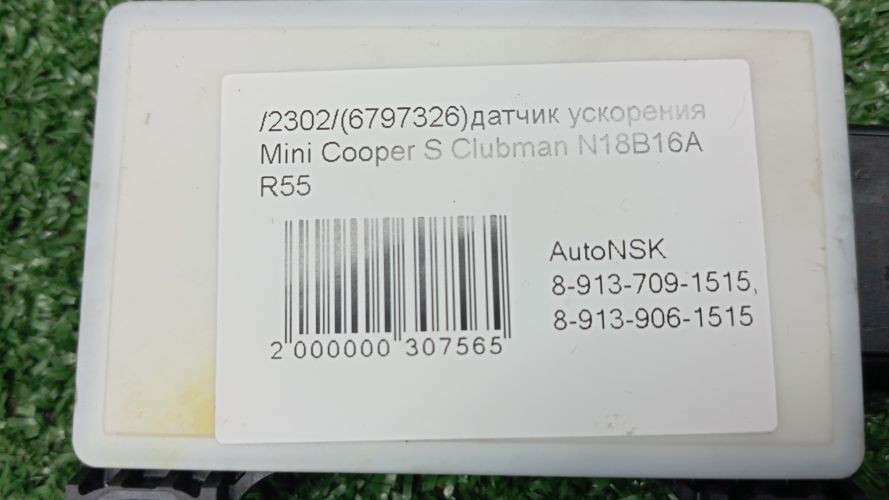 /2302/(6797326)датчик ускорения
Mini Cooper S Clubman N18B16A
R55
AutoNSK
8-913-709-1515,
8-913-906-1515
2 000000 307565